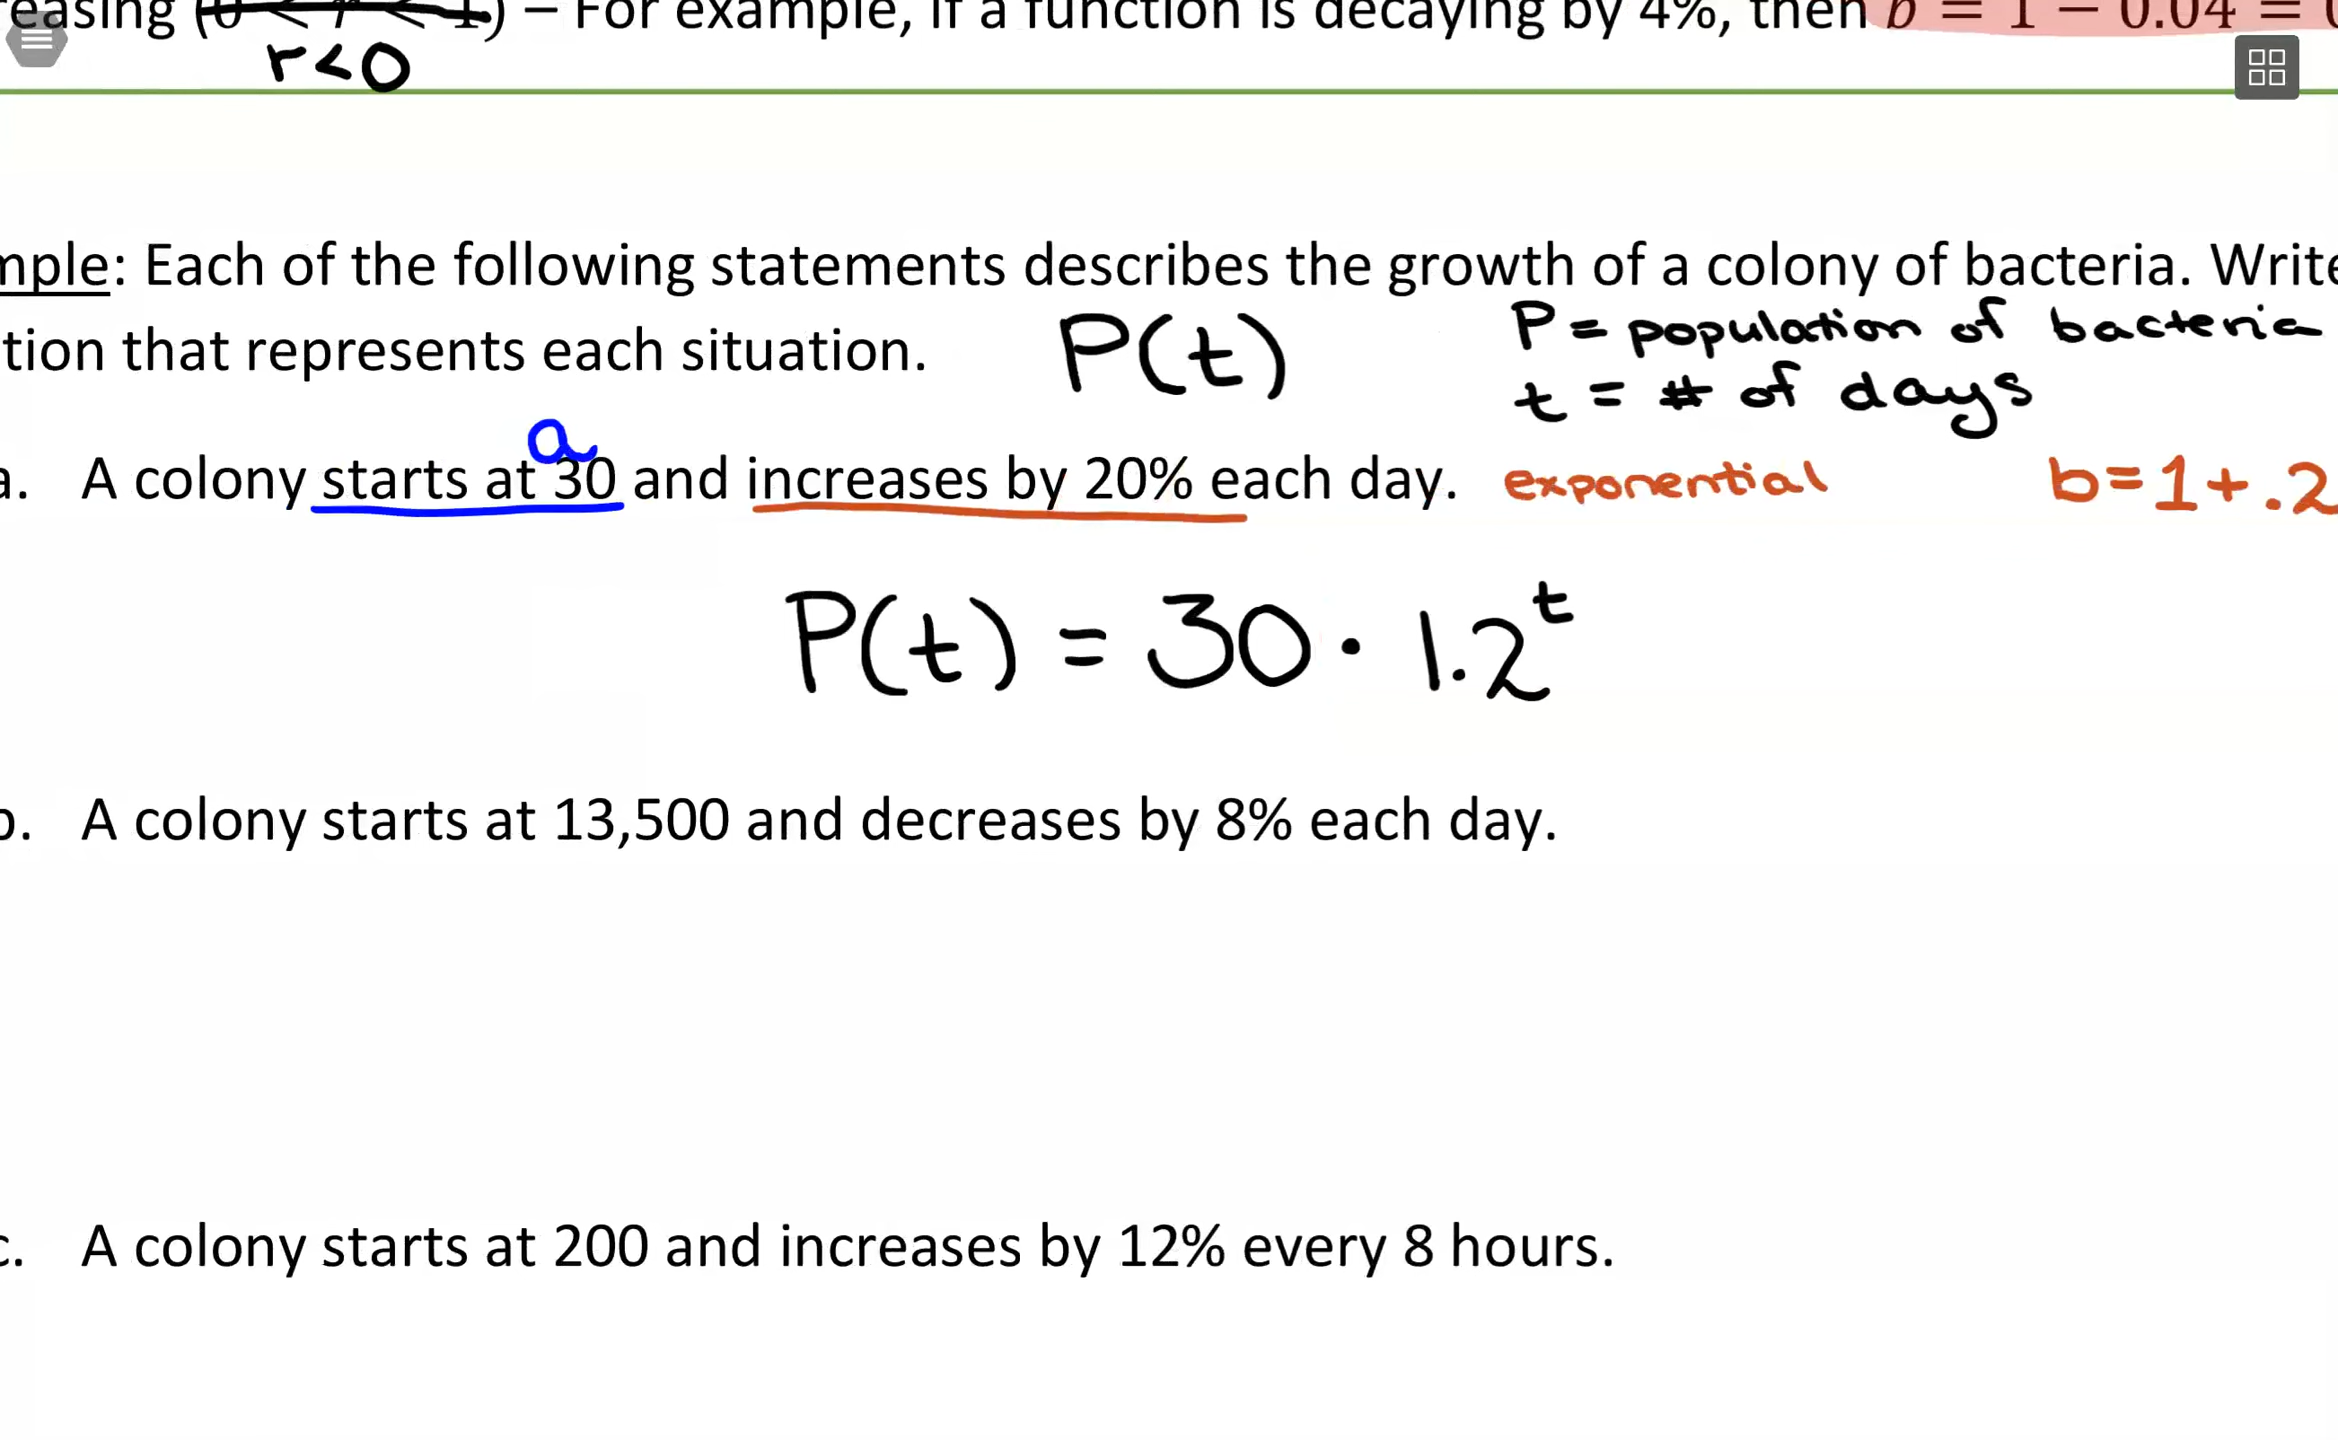 reasing (0 < r < 1) – For example, if a function is decaying by 4%, then b = 1 − 0.04 =
r<0
mple: Each of the following statements describes the growth of a colony of bacteria. Write
P = population of bacteria
tion that represents each situation. P(t)
t = # of days
a
a. A colony starts at 30 and increases by 20% each day. exponential b=1+.2
P(t) = 30 · 1.2^t
b. A colony starts at 13,500 and decreases by 8% each day.
c. A colony starts at 200 and increases by 12% every 8 hours.